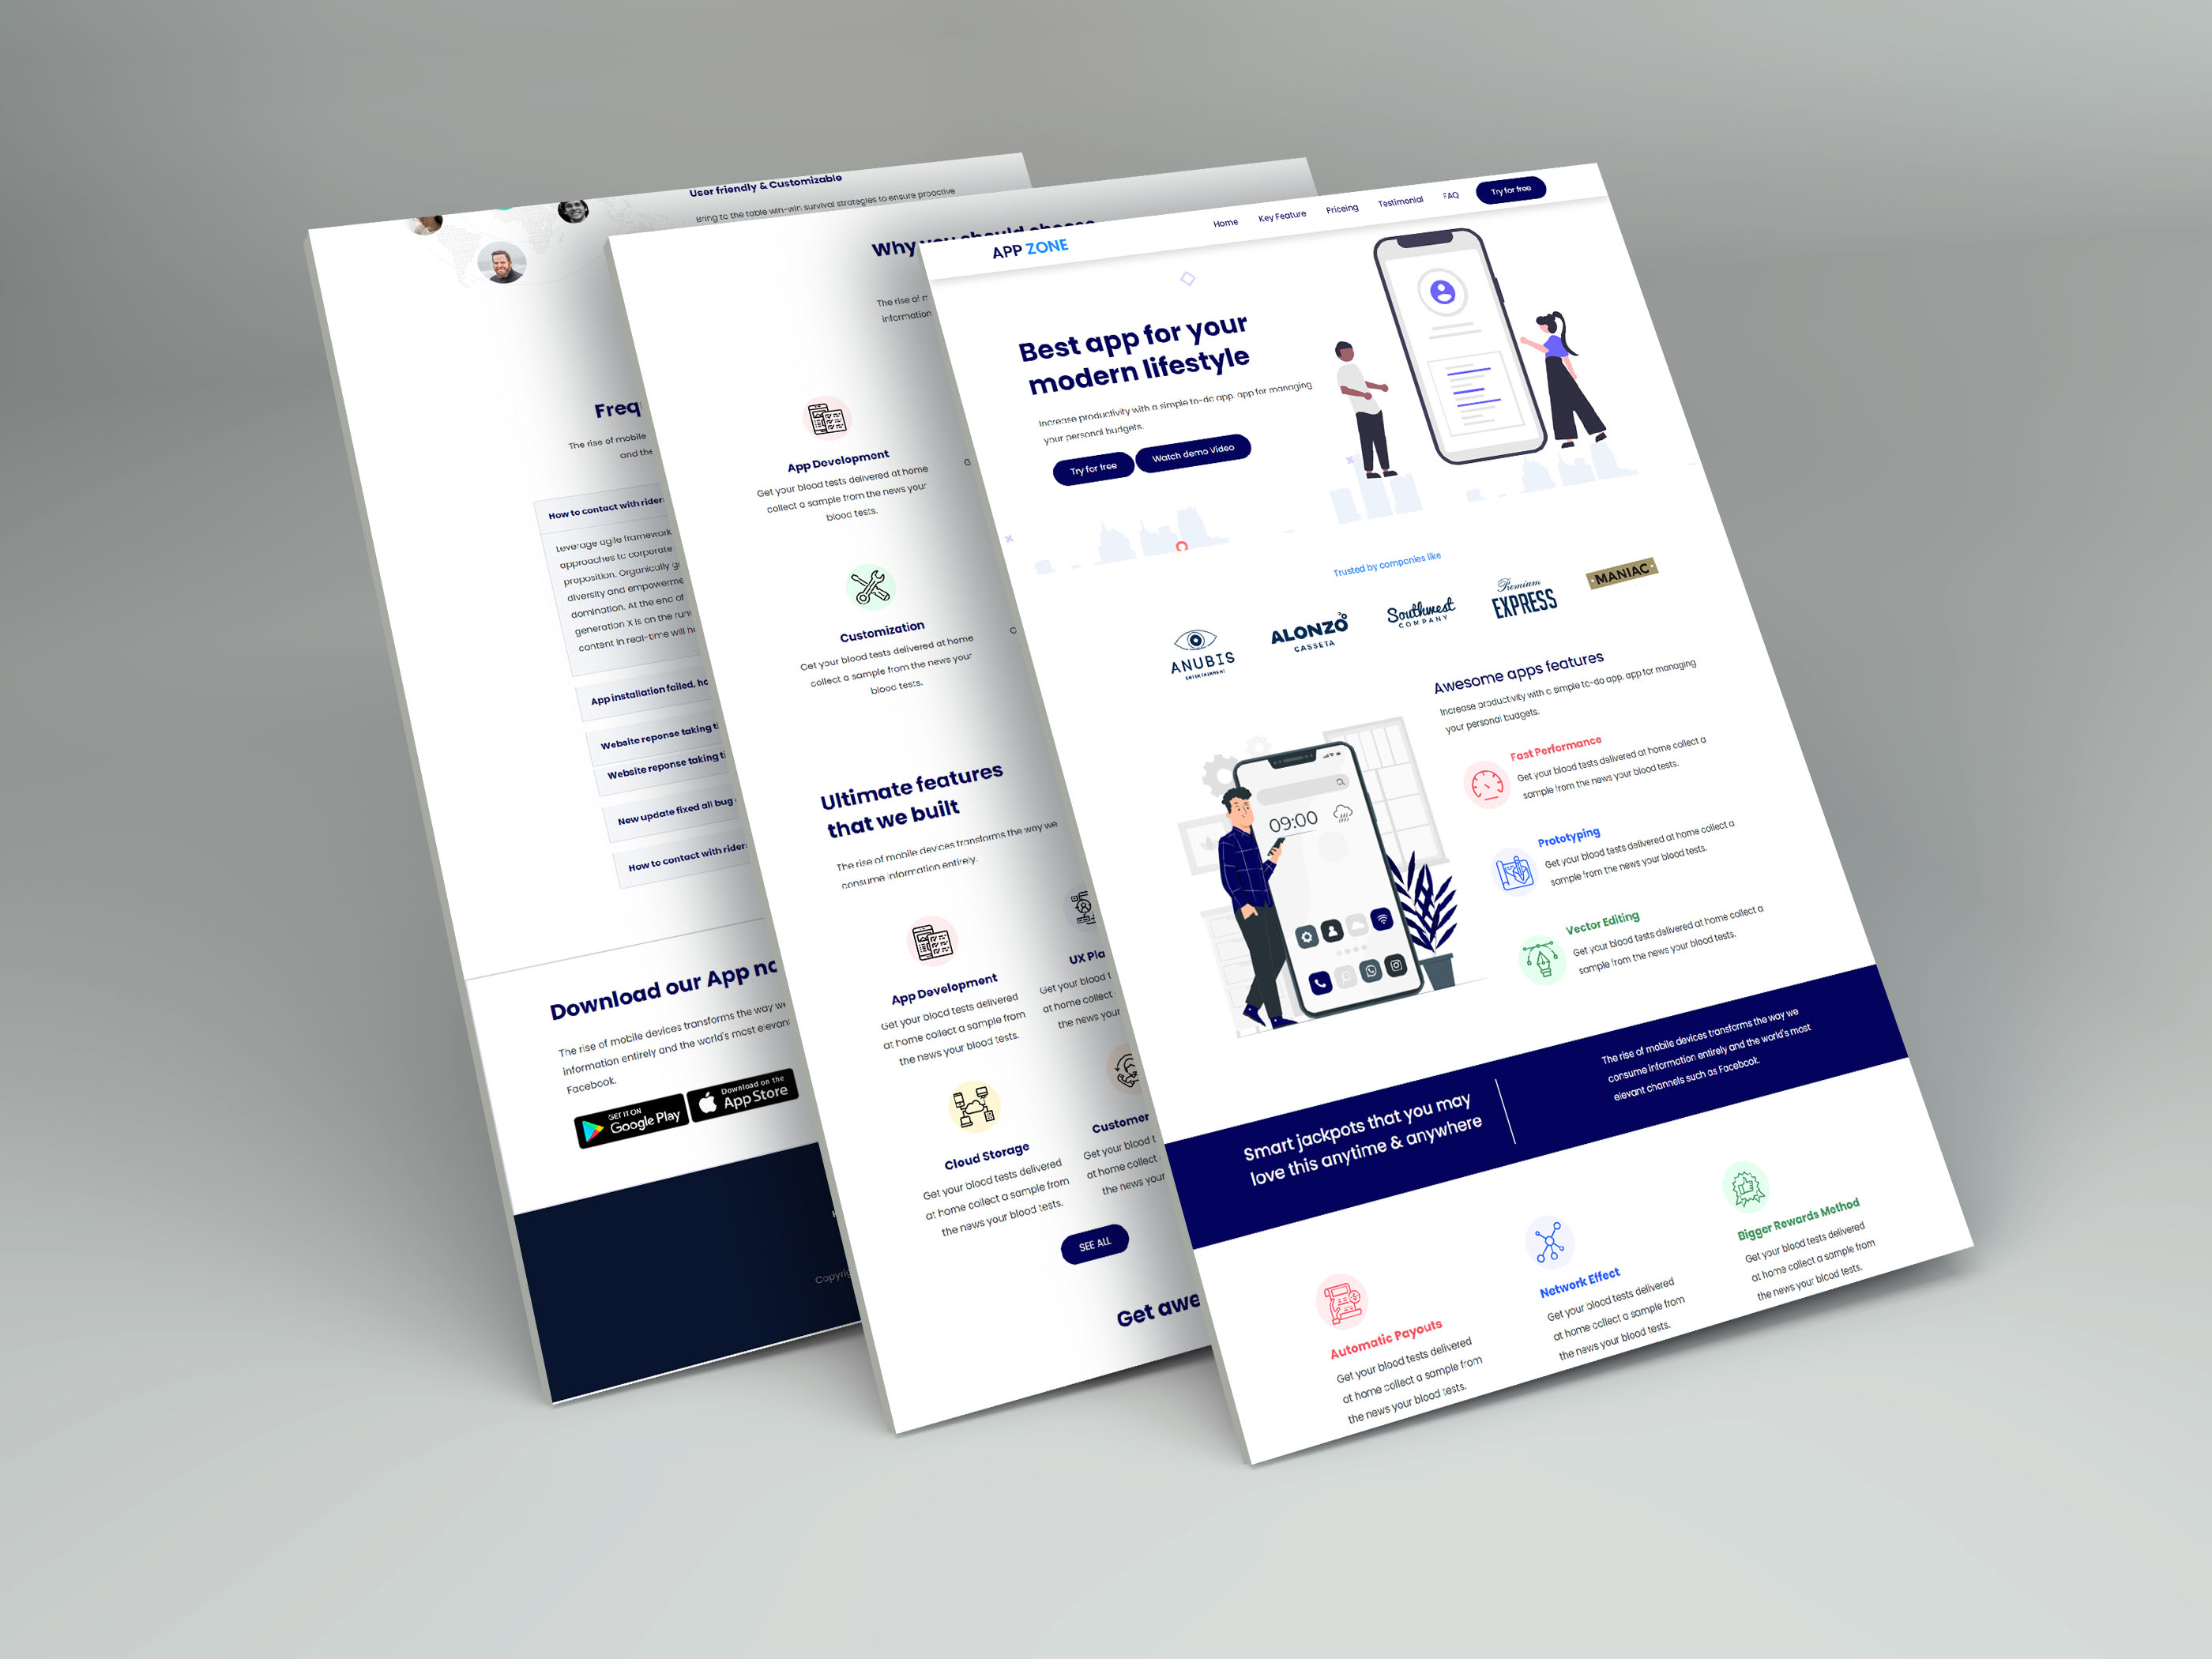 User friendly & Customizable
Bring to the table win-win survival strategies to ensure proactive
The rise of mobile
and the
How to contact with rider
Leverage agile framework
approaches to corporate
proposition. Organically
diversity and
domination. At the end of
generation X is on the
content in real-time will
App installation failed,
Website reponse taking
Website reponse taking
New update fixed all bug
How to contact with rider
Download our App
The rise of mobile devices transforms the way we
information entirely and the world's most
Facebook.
GET IT ON
Google Play
Download on the
App Store
Why you should choose
The rise of
information
App Development
Get your blood tests delivered at home
collect a sample from the news your
blood tests.
Customization
Get your blood tests delivered at home
collect a sample from the news your
blood tests.
Ultimate features
that we built
The rise of mobile devices transforms the way we
consume information entirely.
App Development
Get your blood tests delivered
at home collect a sample from
the news your blood tests.
UX
Get your blood
at home collect
the news your
Cloud Storage
Get your blood tests delivered
at home collect a sample from
the news your blood tests.
Customer
Get your blood
at home collect
the news your
SEE ALL
Get
APP ZONE
Home
Key Feature
Priceing
Testimonial
FAQ
Try for free
Best app for your
modern lifestyle
Increase productivity with a simple to-do app. app for managing
your personal budgets.
Try for free
Watch demo Video
Trusted by companies like
ANUBIS
ENTERTAINMENT
ALONZO
CASSETA
Southwest
COMPANY
Premium
EXPRESS
MANIAC
Awesome apps features
Increase productivity with a simple to-do app. app for managing
your personal budgets.
Fast Performance
Get your blood tests delivered at home collect a
sample from the news your blood tests.
Prototyping
Get your blood tests delivered at home collect a
sample from the news your blood tests.
Vector Editing
Get your blood tests delivered at home collect a
sample from the news your blood tests.
09:00
Smart jackpots that you may
love this anytime & anywhere
The rise of mobile devices transforms the way we
consume information entirely and the world's most
elevant channels such as Facebook.
Automatic Payouts
Get your blood tests delivered
at home collect a sample from
the news your blood tests.
Network Effect
Get your blood tests delivered
at home collect a sample from
the news your blood tests.
Bigger Rewards Method
Get your blood tests delivered
at home collect a sample from
the news your blood tests.